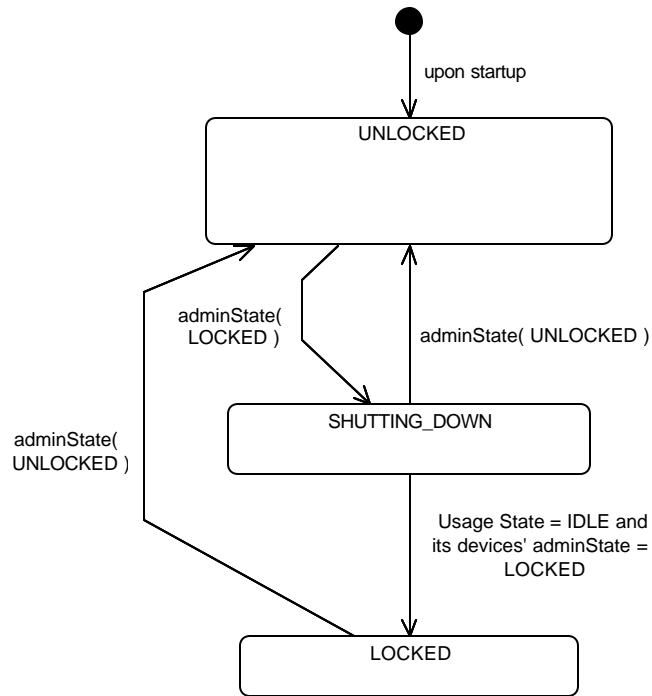 upon startup
UNLOCKED
adminState(
LOCKED )
adminState( UNLOCKED )
SHUTTING_DOWN
adminState(
UNLOCKED )
Usage State = IDLE and
its devices' adminState =
LOCKED
LOCKED